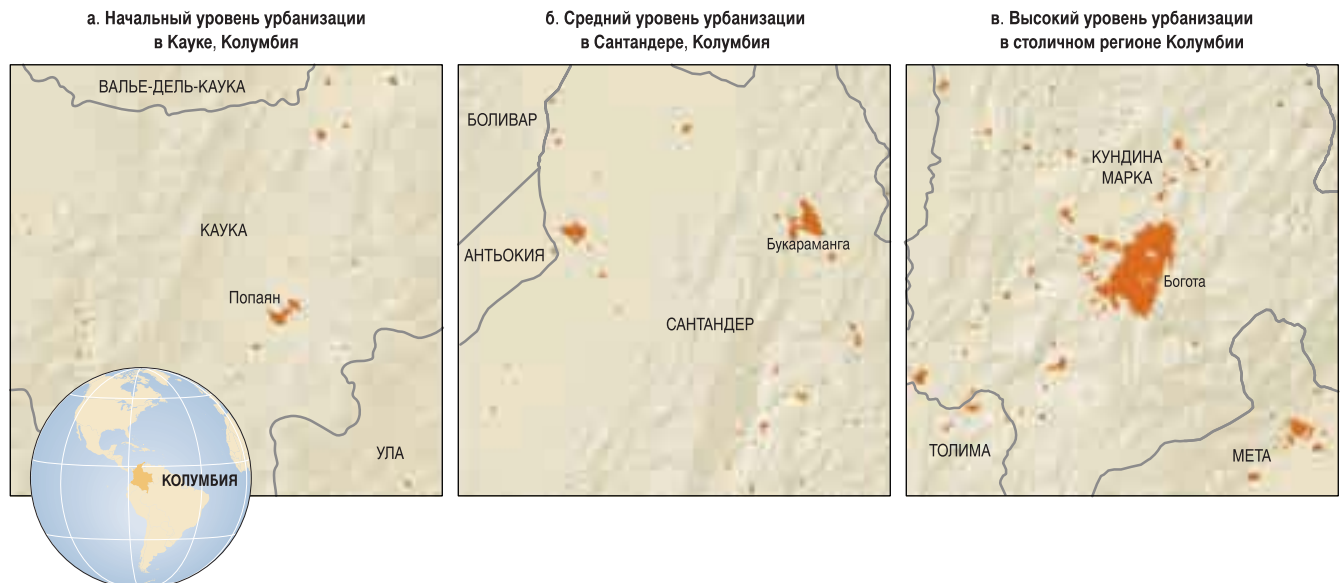 а. Начальный уровень урбанизации
в Кауке, Колумбия
ВАЛЬЕ-ДЕЛЬ-КАУКА
КАУКА
Попаян
УЛА
КОЛУМБИЯ
б. Средний уровень урбанизации
в Сантандере, Колумбия
БОЛИВАР
АНТЬОКИЯ
Букараманга
САНТАНДЕР
в. Высокий уровень урбанизации
в столичном регионе Колумбии
КУНДИНА
МАРКА
Богота
ТОЛИМА
МЕТА